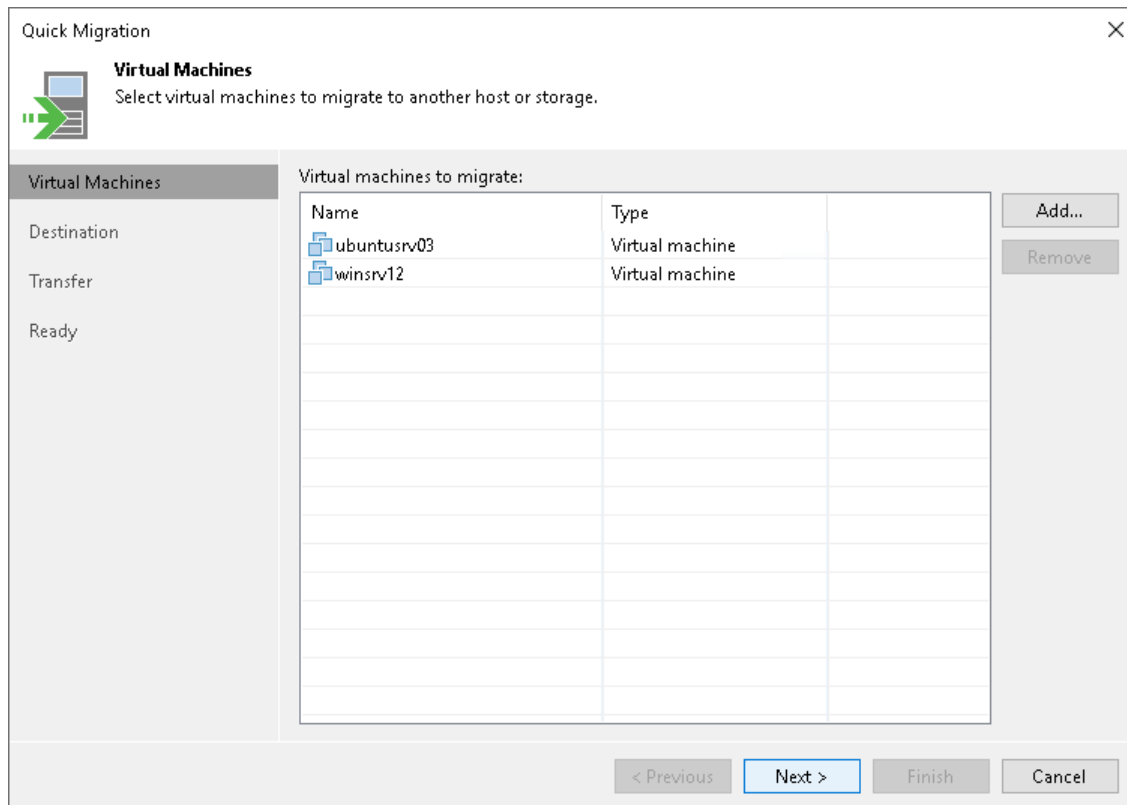 Quick Migration
Virtual Machines
Select virtual machines to migrate to another host or storage.
Virtual Machines
Destination
Transfer
Ready
Virtual machines to migrate:
Name Type
ubuntusrv03 Virtual machine
winsrv12 Virtual machine
Add...
Remove
< Previous Next > Finish Cancel